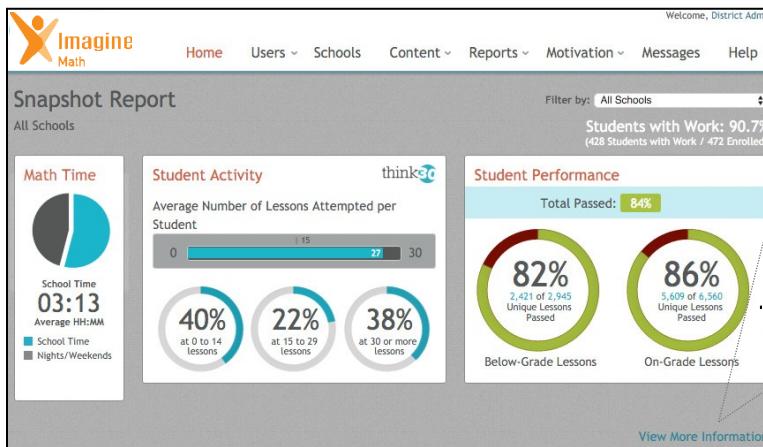 Welcome, District Adm
Imagine
Math
Home Users Schools Content Reports Motivation Messages Help
Snapshot Report
Filter by: All Schools
All Schools
Students with Work: 90.7%
(428 Students with Work / 472 Enrolled
Math Time
School Time
03:13
Average HH:MM
School Time
Nights/Weekends
Student Activity
think30
Average Number of Lessons Attempted per
Student
15
0 27 30
40%
at 0 to 14
lessons
22%
at 15 to 29
lessons
38%
at 30 or more
lessons
Student Performance
Total Passed: 84%
82%
2,421 of 2,945
Unique Lessons
Passed
Below-Grade Lessons
86%
5,609 of 6,560
Unique Lessons
Passed
On-Grade Lessons
View More Information